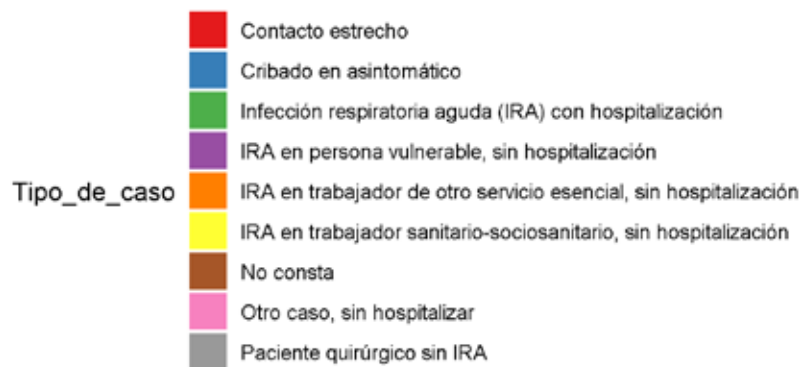 Contacto estrecho
Cribado en asintomático
Infección respiratoria aguda (IRA) con hospitalización
IRA en persona vulnerable, sin hospitalización
Tipo_de_caso
IRA en trabajador de otro servicio esencial, sin hospitalización
IRA en trabajador sanitario-sociosanitario, sin hospitalización
No consta
Otro caso, sin hospitalizar
Paciente quirúrgico sin IRA